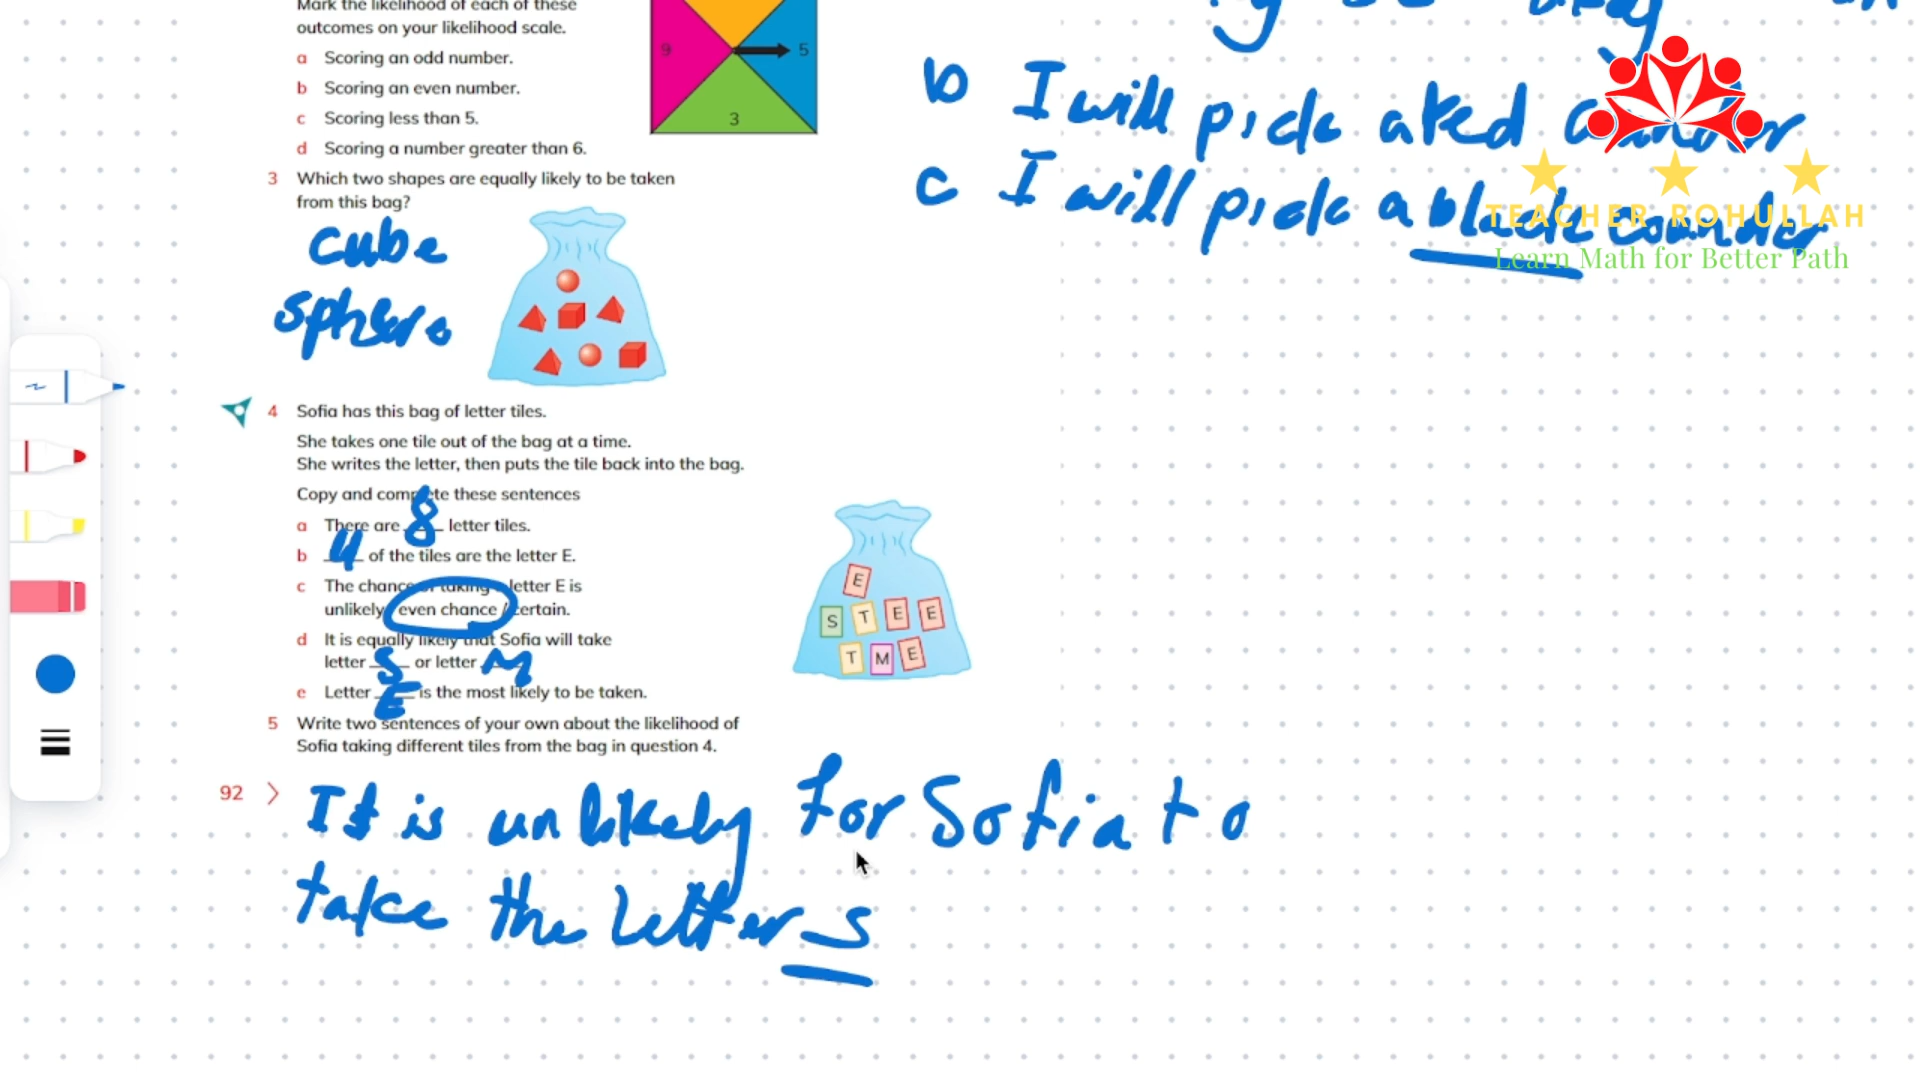 Mark the likelihood of each of these
outcomes on your likelihood scale.
a Scoring an odd number.
b Scoring an even number.
c Scoring less than 5.
d Scoring a number greater than 6.
9
5
3
b I will pick a red
c I will pick a black counder
TEACHER ROHULLAH
Learn Math for Better Path
3 Which two shapes are equally likely to be taken
from this bag?
cube
sphere
4 Sofia has this bag of letter tiles.
She takes one tile out of the bag at a time.
She writes the letter, then puts the tile back into the bag.
Copy and complete these sentences
a There are 8 letter tiles.
b 4 of the tiles are the letter E.
c The chance of taking a letter E is
unlikely / even chance / certain.
d It is equally likely that Sofia will take
letter S or letter M
e Letter E is the most likely to be taken.
E
S T E E
T M E
5 Write two sentences of your own about the likelihood of
Sofia taking different tiles from the bag in question 4.
92
It is unlikely for Sofia to
take the Letter S